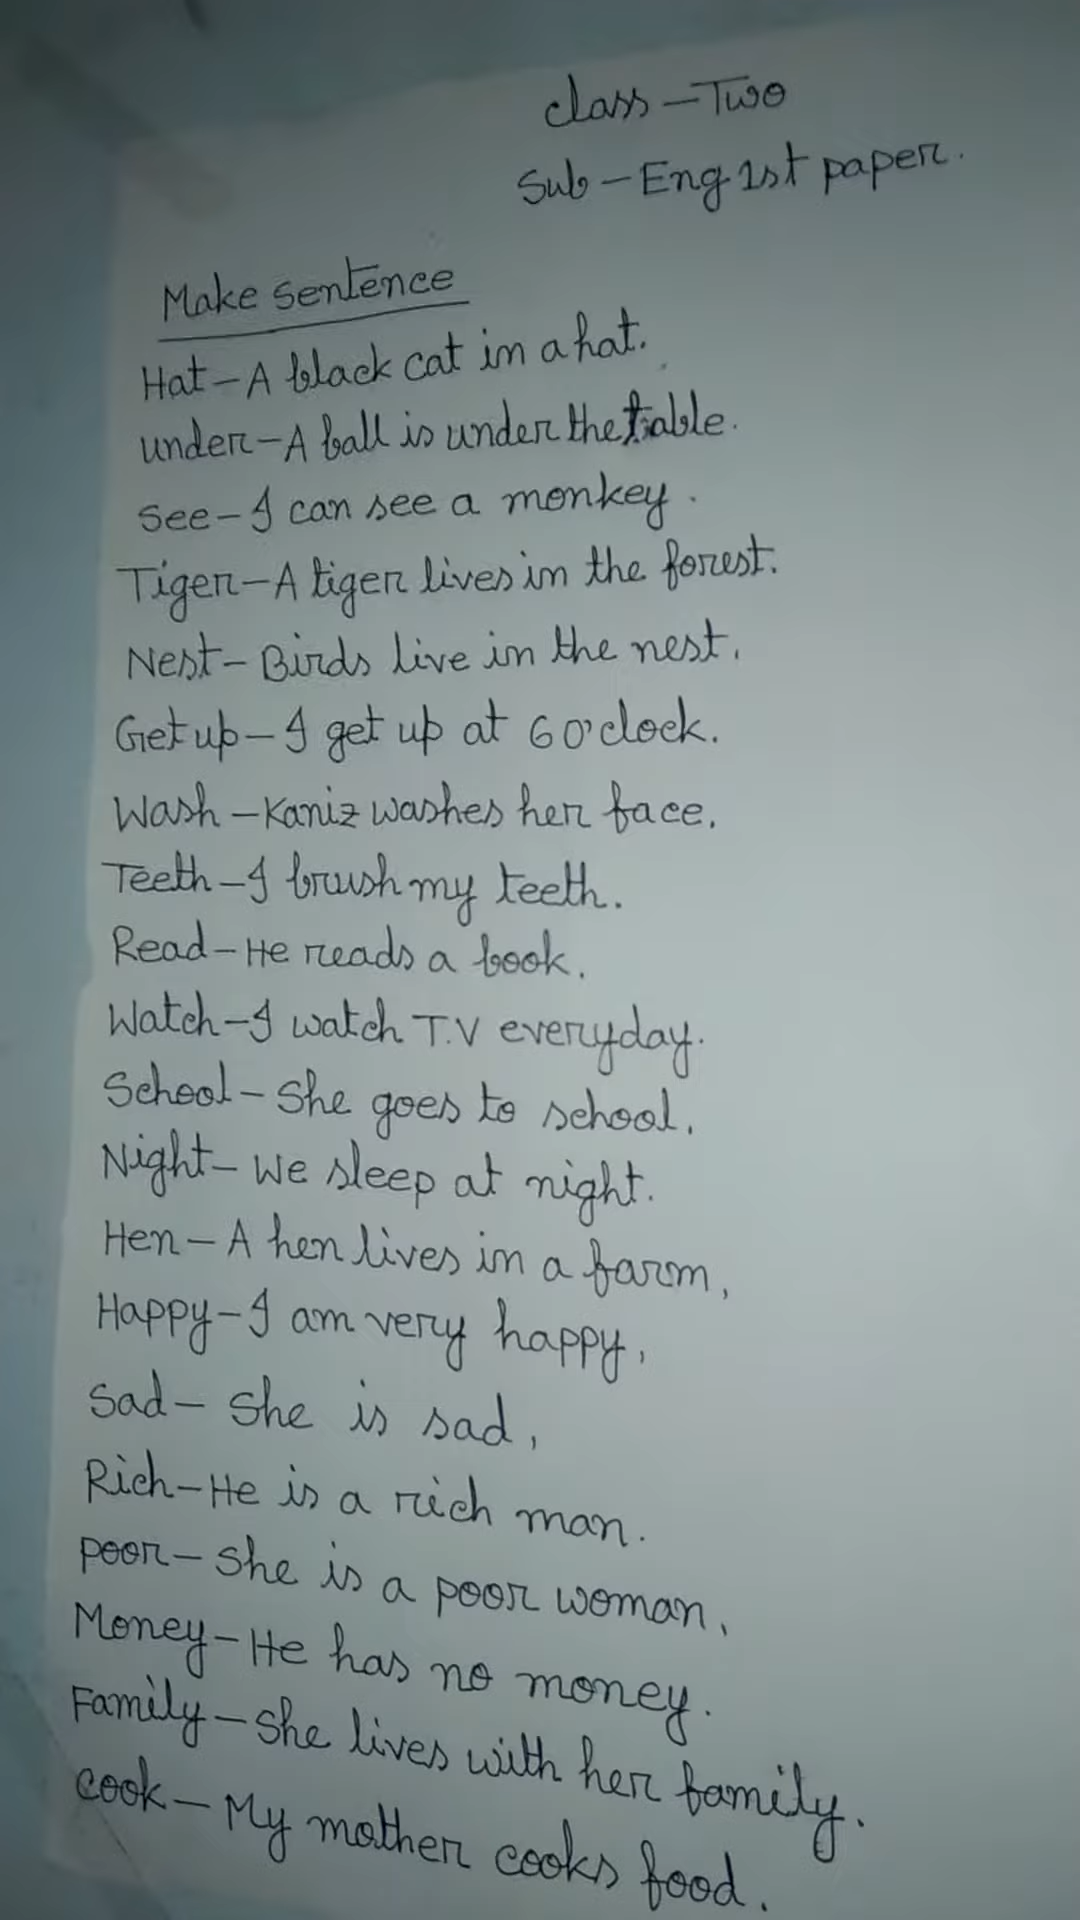 class - Two
Sub - Eng 1st paper.
Make sentence
Hat - A black cat in a hat.
under - A ball is under the table.
See - I can see a monkey.
Tiger - A tiger lives in the forest.
Nest - Birds live in the nest.
Get up - I get up at 6 o'clock.
Wash - Kaniz washes her face.
Teeth - I brush my teeth.
Read - He reads a book.
Watch - I watch T.V everyday.
School - She goes to school.
Night - We sleep at night.
Hen - A hen lives in a farm,
Happy - I am very happy,
Sad - She is sad,
Rich - He is a rich man.
poor - She is a poor woman,
Money - He has no money.
Family - She lives with her family.
cook - My mother cooks food.